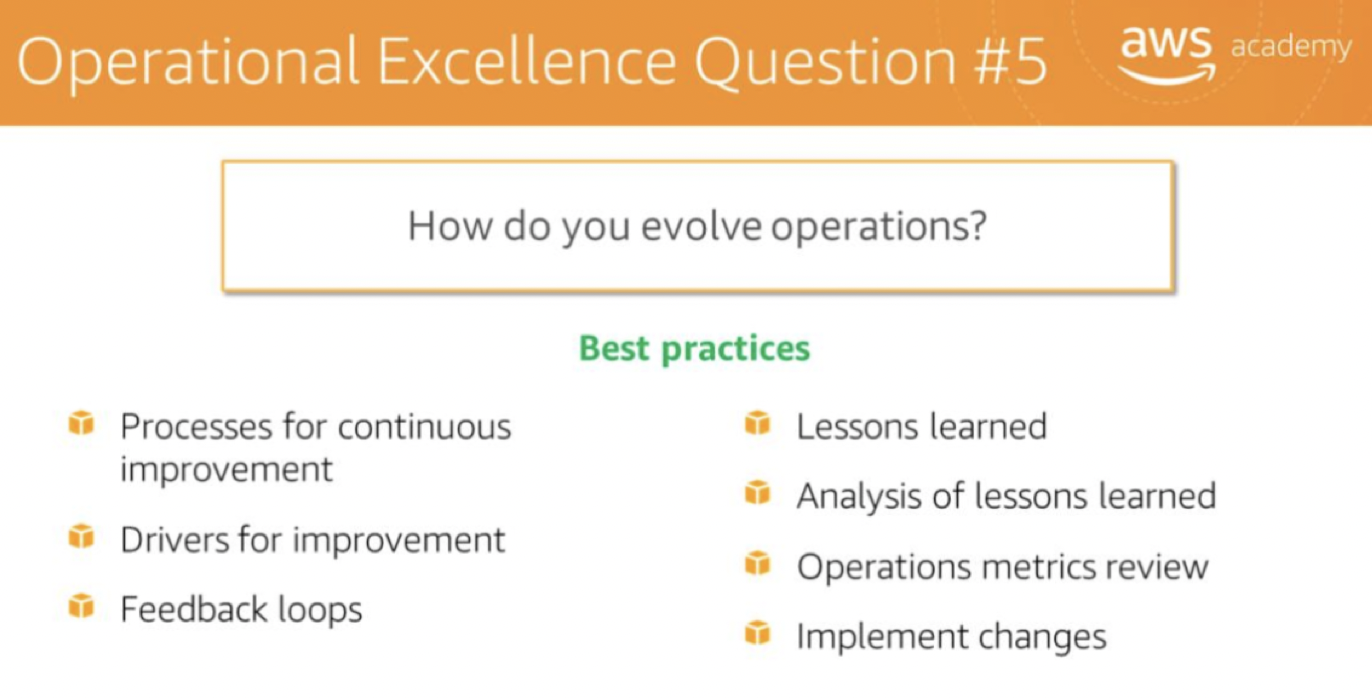 Operational Excellence Question #5
aws academy
How do you evolve operations?
Best practices
Processes for continuous
improvement
Drivers for improvement
Feedback loops
Lessons learned
Analysis of lessons learned
Operations metrics review
Implement changes